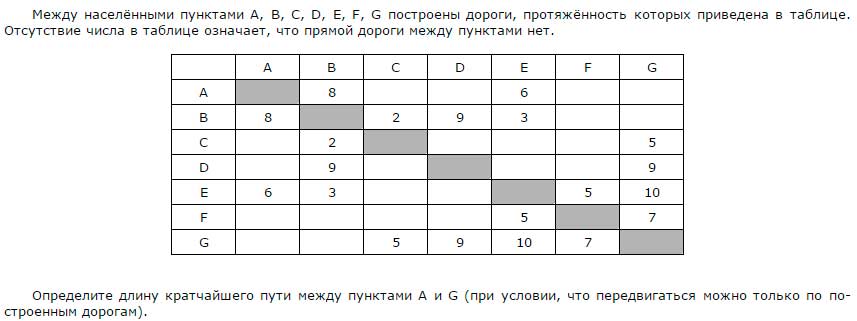 Между населёнными пунктами A, B, C, D, E, F, G построены дороги, протяжённость которых приведена в таблице.
Отсутствие числа в таблице означает, что прямой дороги между пунктами нет.
A B C D E F G
A 8 6
B 8 2 9 3
C 2 5
D 9 9
E 6 3 5 10
F 5 7
G 5 9 10 7
Определите длину кратчайшего пути между пунктами A и G (при условии, что передвигаться можно только по по-
строенным дорогам).